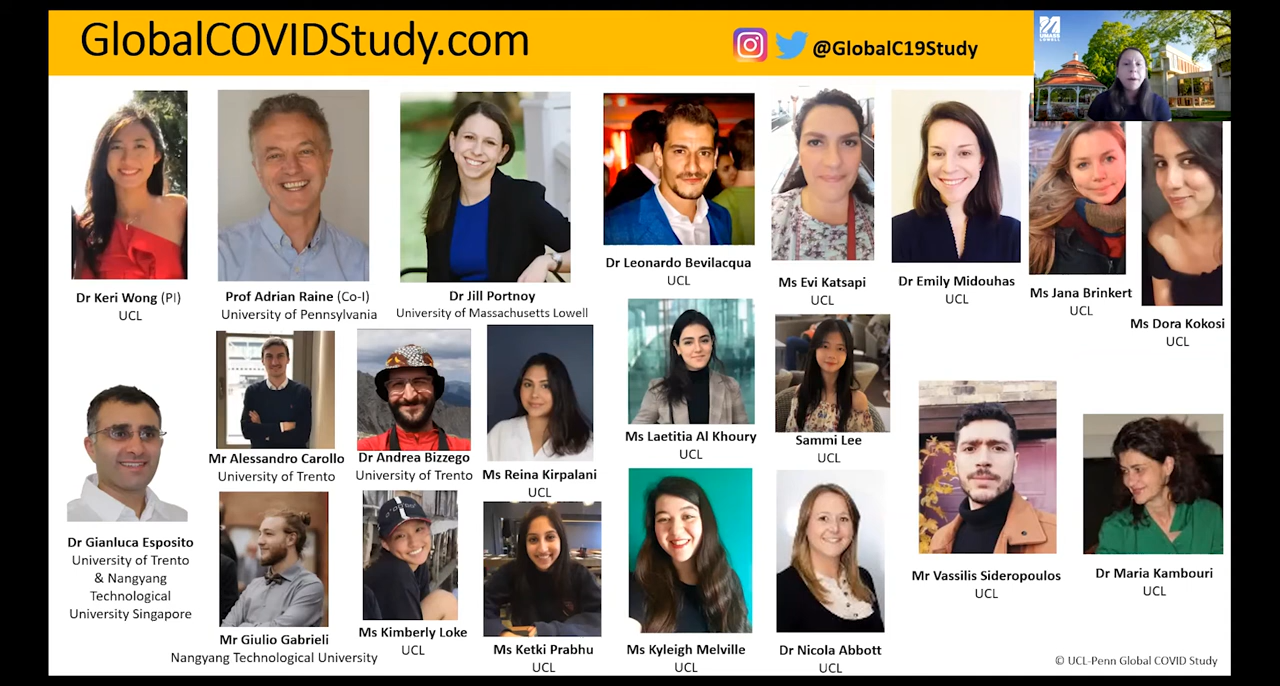 GlobalCOVIDStudy.com
@GlobalC19Study
UMASS
LOWELL
Dr Keri Wong (PI)
UCL
Prof Adrian Raine (Co-I)
University of Pennsylvania
Dr Jill Portnoy
University of Massachusetts Lowell
Dr Leonardo Bevilacqua
UCL
Ms Evi Katsapi
UCL
Dr Emily Midouhas
UCL
Ms Jana Brinkert
UCL
Ms Dora Kokosi
UCL
Dr Gianluca Esposito
University of Trento
& Nangyang
Technological
University Singapore
Mr Alessandro Carollo
University of Trento
Dr Andrea Bizzego
University of Trento
Ms Reina Kirpalani
UCL
Ms Laetitia Al Khoury
UCL
Sammi Lee
UCL
Mr Vassilis Sideropoulos
UCL
Dr Maria Kambouri
UCL
Mr Giulio Gabrieli
Nangyang Technological University
Ms Kimberly Loke
UCL
Ms Ketki Prabhu
UCL
Ms Kyleigh Melville
UCL
Dr Nicola Abbott
UCL
© UCL-Penn Global COVID Study